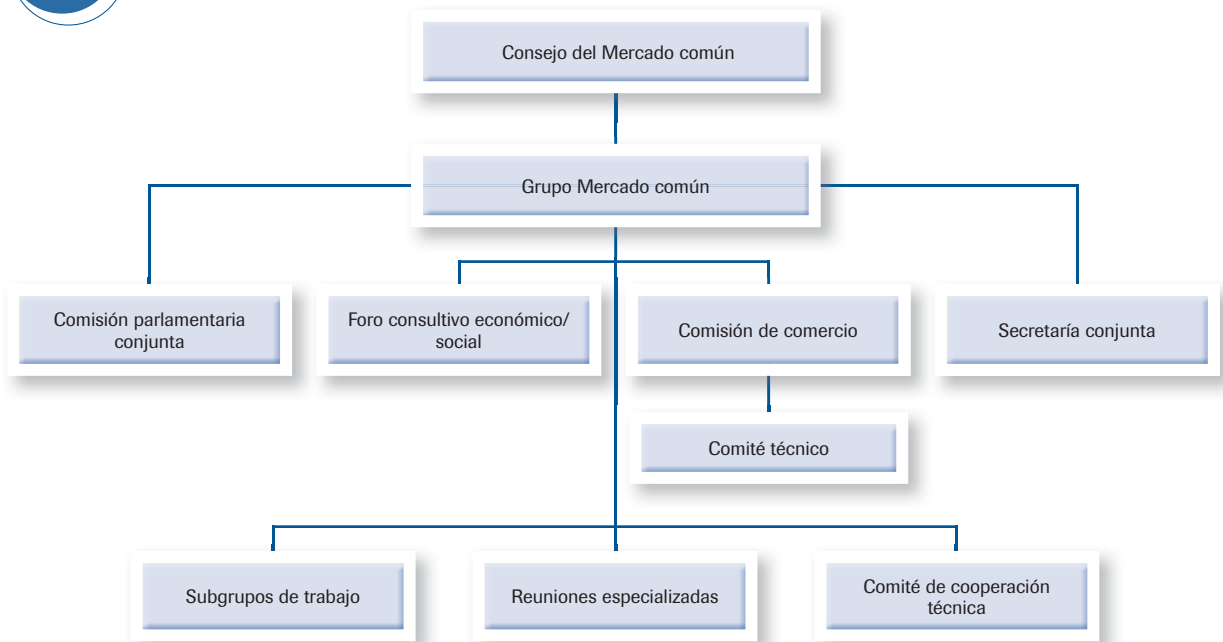 Consejo del Mercado común
Grupo Mercado común
Comisión parlamentaria
conjunta
Foro consultivo económico/
social
Comisión de comercio
Secretaría conjunta
Comité técnico
Subgrupos de trabajo
Reuniones especializadas
Comité de cooperación
técnica